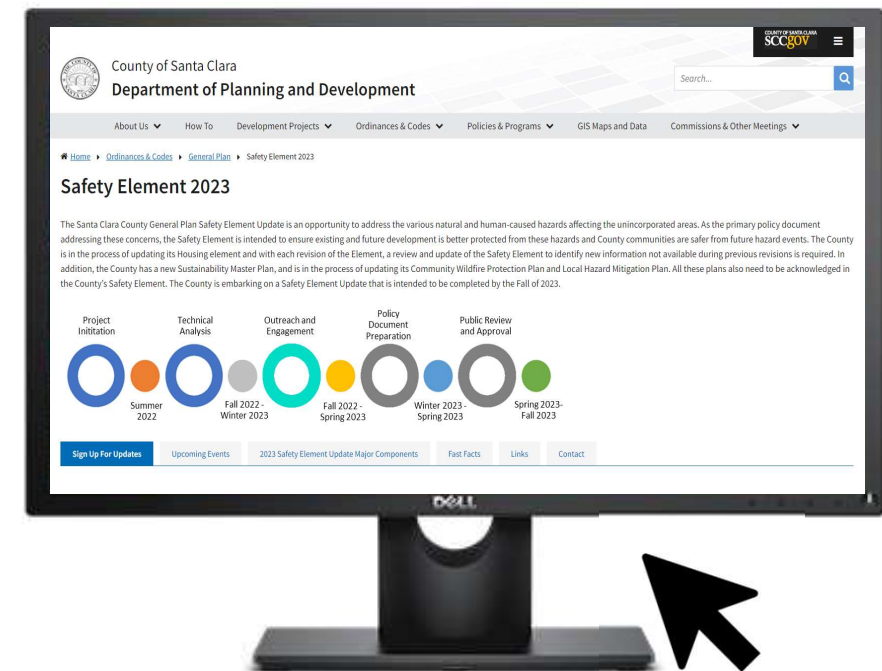 COUNTY OF SANTA CLARA
SCCgov
County of Santa Clara
Department of Planning and Development
Search...
About Us
How To
Development Projects
Ordinances & Codes
Policies & Programs
GIS Maps and Data
Commissions & Other Meetings
Home
Ordinances & Codes
General Plan
Safety Element 2023
Safety Element 2023
The Santa Clara County General Plan Safety Element Update is an opportunity to address the various natural and human-caused hazards affecting the unincorporated areas. As the primary policy document
addressing these concerns, the Safety Element is intended to ensure existing and future development is better protected from these hazards and County communities are safer from future hazard events. The County
is in the process of updating its Housing element and with each revision of the Element, a review and update of the Safety Element to identify new information not available during previous revisions is required. In
addition, the County has a new Sustainability Master Plan, and is in the process of updating its Community Wildfire Protection Plan and Local Hazard Mitigation Plan. All these plans also need to be acknowledged in
the County's Safety Element. The County is embarking on a Safety Element Update that is intended to be completed by the Fall of 2023.
Project
Inititation
Technical
Analysis
Outreach and
Engagement
Policy
Document
Preparation
Public Review
and Approval
Summer
2022
Fall 2022 -
Winter 2023
Fall 2022 -
Spring 2023
Winter 2023 -
Spring 2023
Spring 2023-
Fall 2023
Sign Up For Updates
Upcoming Events
2023 Safety Element Update Major Components
Fast Facts
Links
Contact
DELL